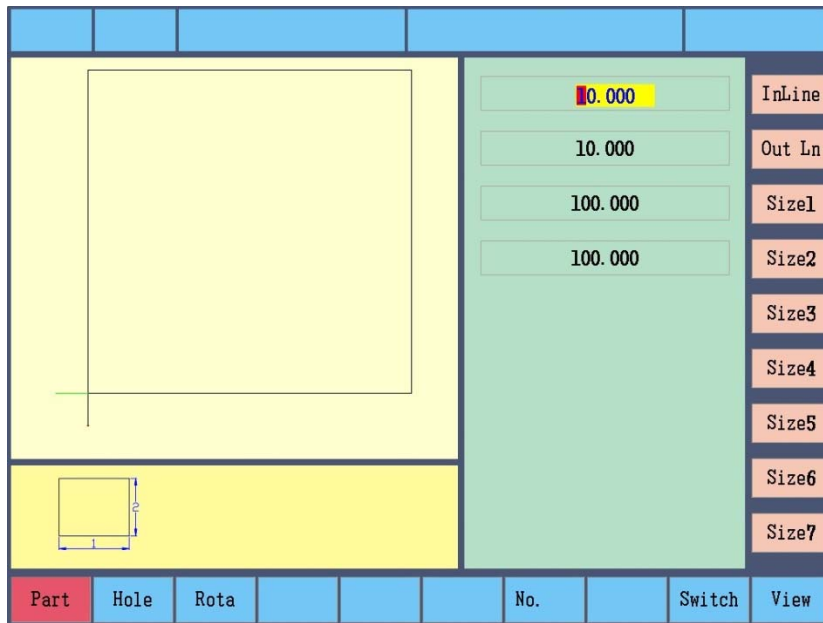 10.000 InLine
10.000 Out Ln
100.000 Size1
100.000 Size2
Size3
Size4
Size5
Size6
Size7
2
1
Part Hole Rota No. Switch View